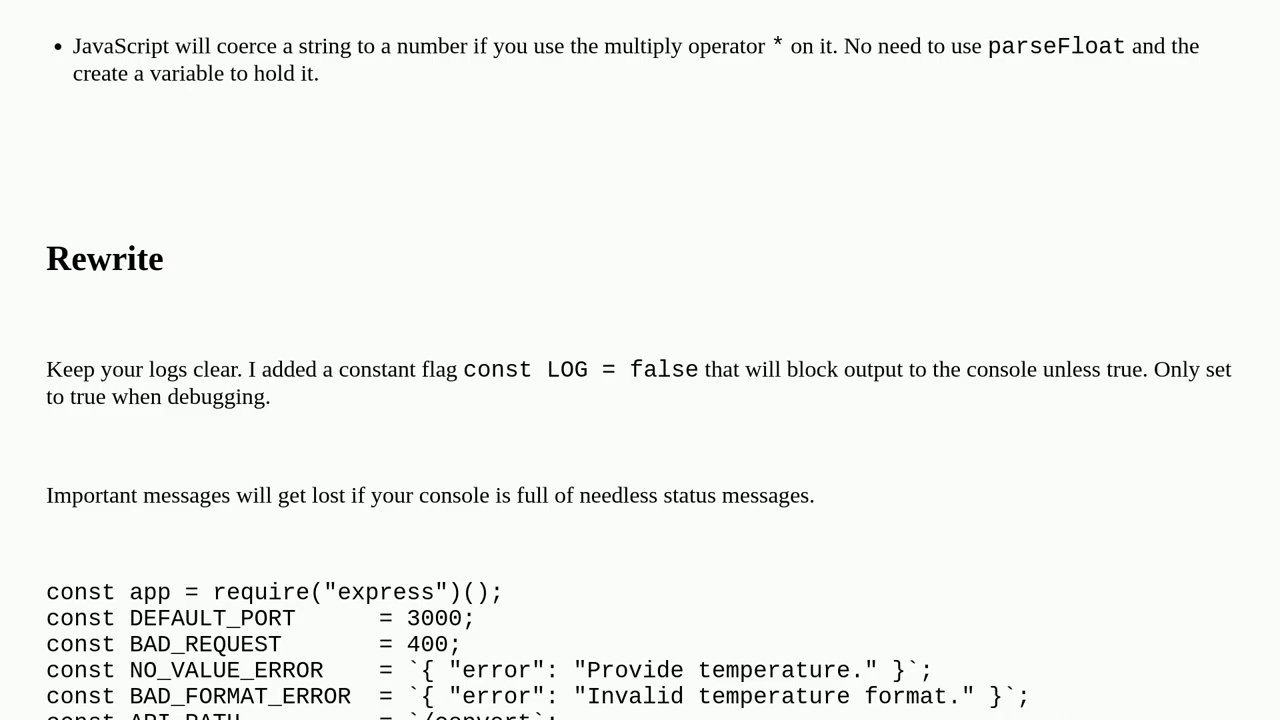 JavaScript will coerce a string to a number if you use the multiply operator * on it. No need to use parseFloat and the
create a variable to hold it.
Rewrite
Keep your logs clear. I added a constant flag const LOG = false that will block output to the console unless true. Only set
to true when debugging.
Important messages will get lost if your console is full of needless status messages.
const app = require("express")();
const DEFAULT_PORT      = 3000;
const BAD_REQUEST       = 400;
const NO_VALUE_ERROR    = `{ "error": "Provide temperature." }`;
const BAD_FORMAT_ERROR  = `{ "error": "Invalid temperature format." }`;
const API_PATH          = `/convert`;